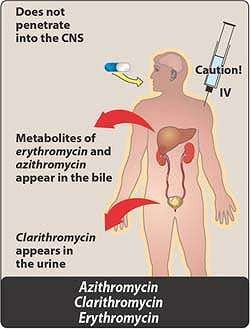 Does not
penetrate
into the CNS
Caution!
IV
Metabolites of
erythromycin and
azithromycin
appear in the bile
Clarithromycin
appears in
the urine
Azithromycin
Clarithromycin
Erythromycin